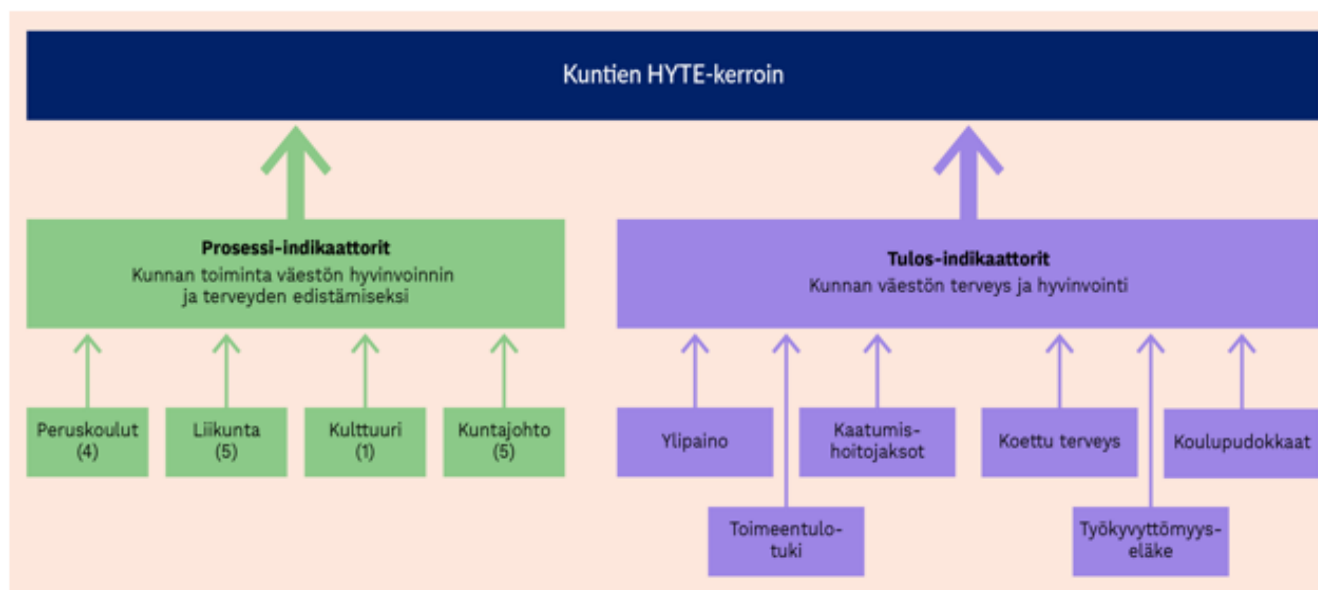 Kuntien HYTE-kerroin
Prosessi-indikaattorit
Kunnan toiminta väestön hyvinvoinnin
ja terveyden edistämiseksi
Tulos-indikaattorit
Kunnan väestön terveys ja hyvinvointi
Peruskoulut
(4)
Liikunta
(5)
Kulttuuri
(1)
Kuntajohto
(5)
Ylipaino
Kaatumis-
hoitojaksot
Koettu terveys
Koulupudokkaat
Toimeentulo-
tuki
Työkyvyttömyys-
eläke